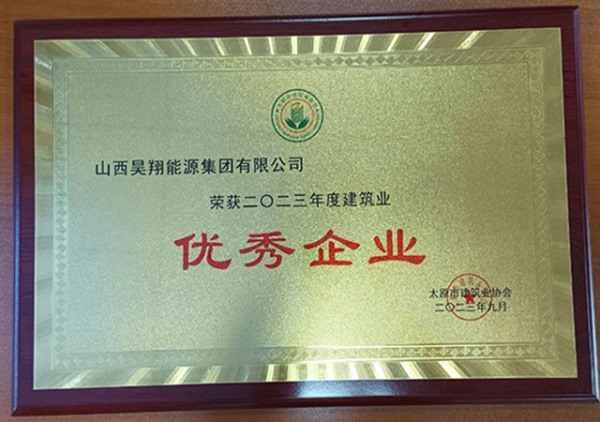 山西昊翔能源集团有限公司
荣获二〇二三年度建筑业
优秀企业
太原市建筑业协会
二〇二三年九月